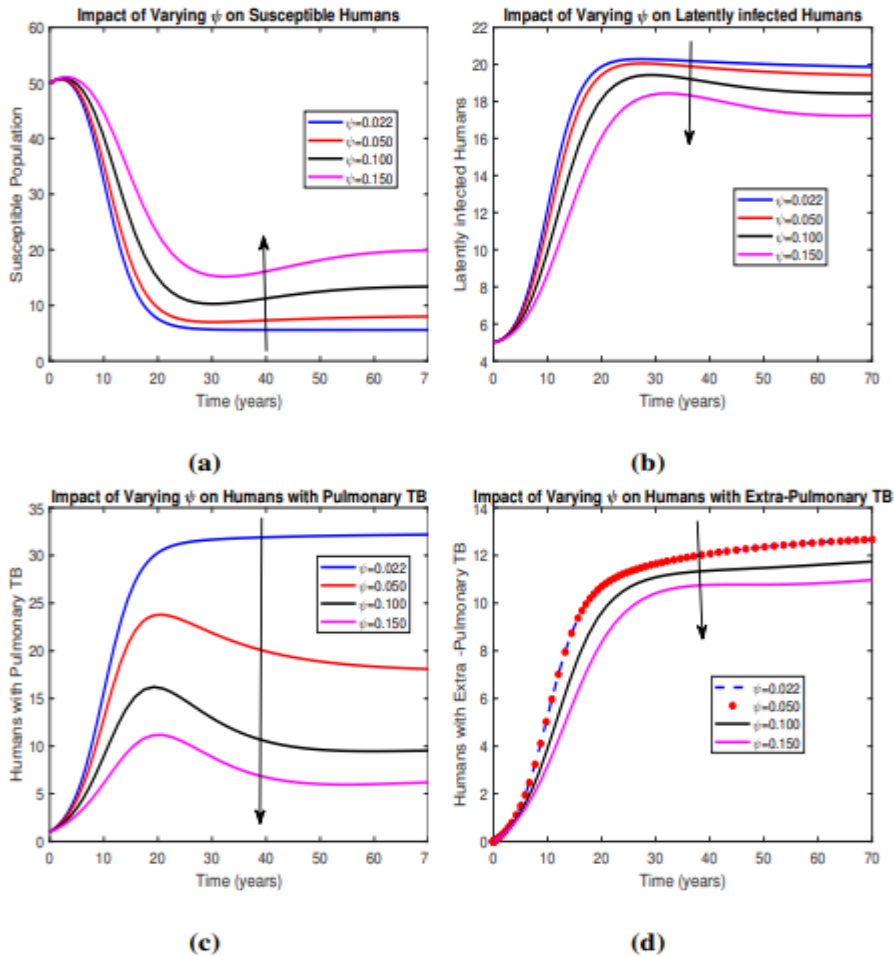 Impact of Varying ψ on Susceptible Humans
60
50
40
30
20
10
0
Susceptible Population
ψ=0.022
ψ=0.050
ψ=0.100
ψ=0.150
0 10 20 30 40 50 60 70
Time (years)
(a)
Impact of Varying ψ on Latently infected Humans
22
20
18
16
14
12
10
8
6
4
Latently infected Humans
ψ=0.022
ψ=0.050
ψ=0.100
ψ=0.150
0 10 20 30 40 50 60 70
Time (years)
(b)
Impact of Varying ψ on Humans with Pulmonary TB
35
30
25
20
15
10
5
0
Humans with Pulmonary TB
ψ=0.022
ψ=0.050
ψ=0.100
ψ=0.150
0 10 20 30 40 50 60 70
Time (years)
(c)
Impact of Varying ψ on Humans with Extra-Pulmonary TB
14
12
10
8
6
4
2
0
Humans with Extra -Pulmonary TB
ψ=0.022
ψ=0.050
ψ=0.100
ψ=0.150
0 10 20 30 40 50 60 70
Time (years)
(d)